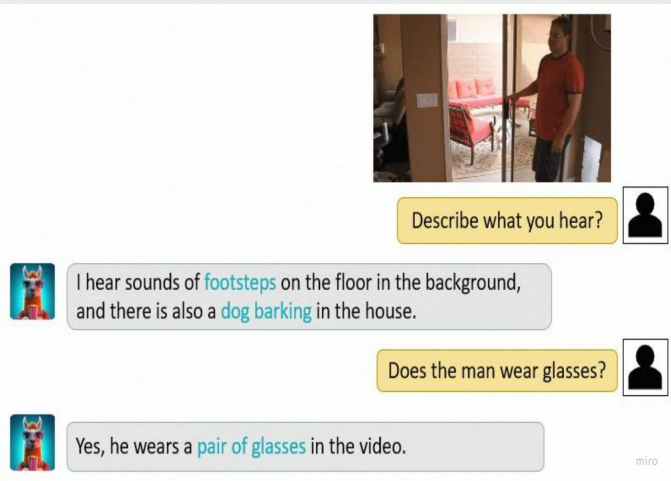 Describe what you hear?
I hear sounds of footsteps on the floor in the background,
and there is also a dog barking in the house.
Does the man wear glasses?
Yes, he wears a pair of glasses in the video.
miro